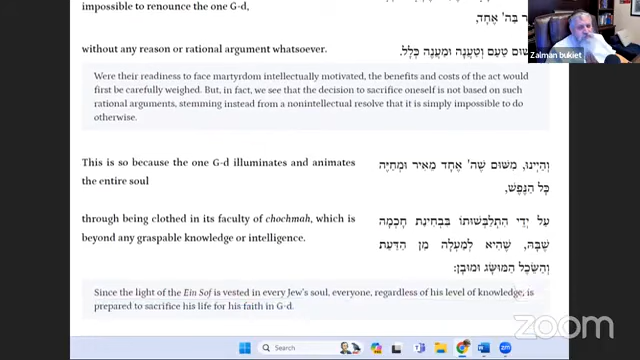 impossible to renounce the one G-d,
בָּהּ ה' אֶחָד,
Zalman bukiet
without any reason or rational argument whatsoever.
שׁוּם טַעַם וְטַעֲנָה וּמַעֲנֶה כְּלָל.
Were their readiness to face martyrdom intellectually motivated, the benefits and costs of the act would
first be carefully weighed. But, in fact, we see that the decision to sacrifice oneself is not based on such
rational arguments, stemming instead from a nonintellectual resolve that it is simply impossible to do
otherwise.
This is so because the one G-d illuminates and animates
the entire soul
וְהַיְינוּ, מִשּׁוּם שֶׁה' אֶחָד מֵאִיר וּמְחַיֶּה
כָּל הַנֶּפֶשׁ,
through being clothed in its faculty of chochmah, which is
beyond any graspable knowledge or intelligence.
עַל יְדֵי הִתְלַבְּשׁוּתוֹ בִּבְחִינַת חָכְמָה
שֶׁבָּהּ, שֶׁהִיא לְמַעְלָה מִן הַדַּעַת
וְהַשֵּׂכֶל הַמּוּשָּׂג וּמוּבָן:
Since the light of the Ein Sof is vested in every Jew's soul, everyone, regardless of his level of knowledge, is
prepared to sacrifice his life for his faith in G-d.
Search
zoom